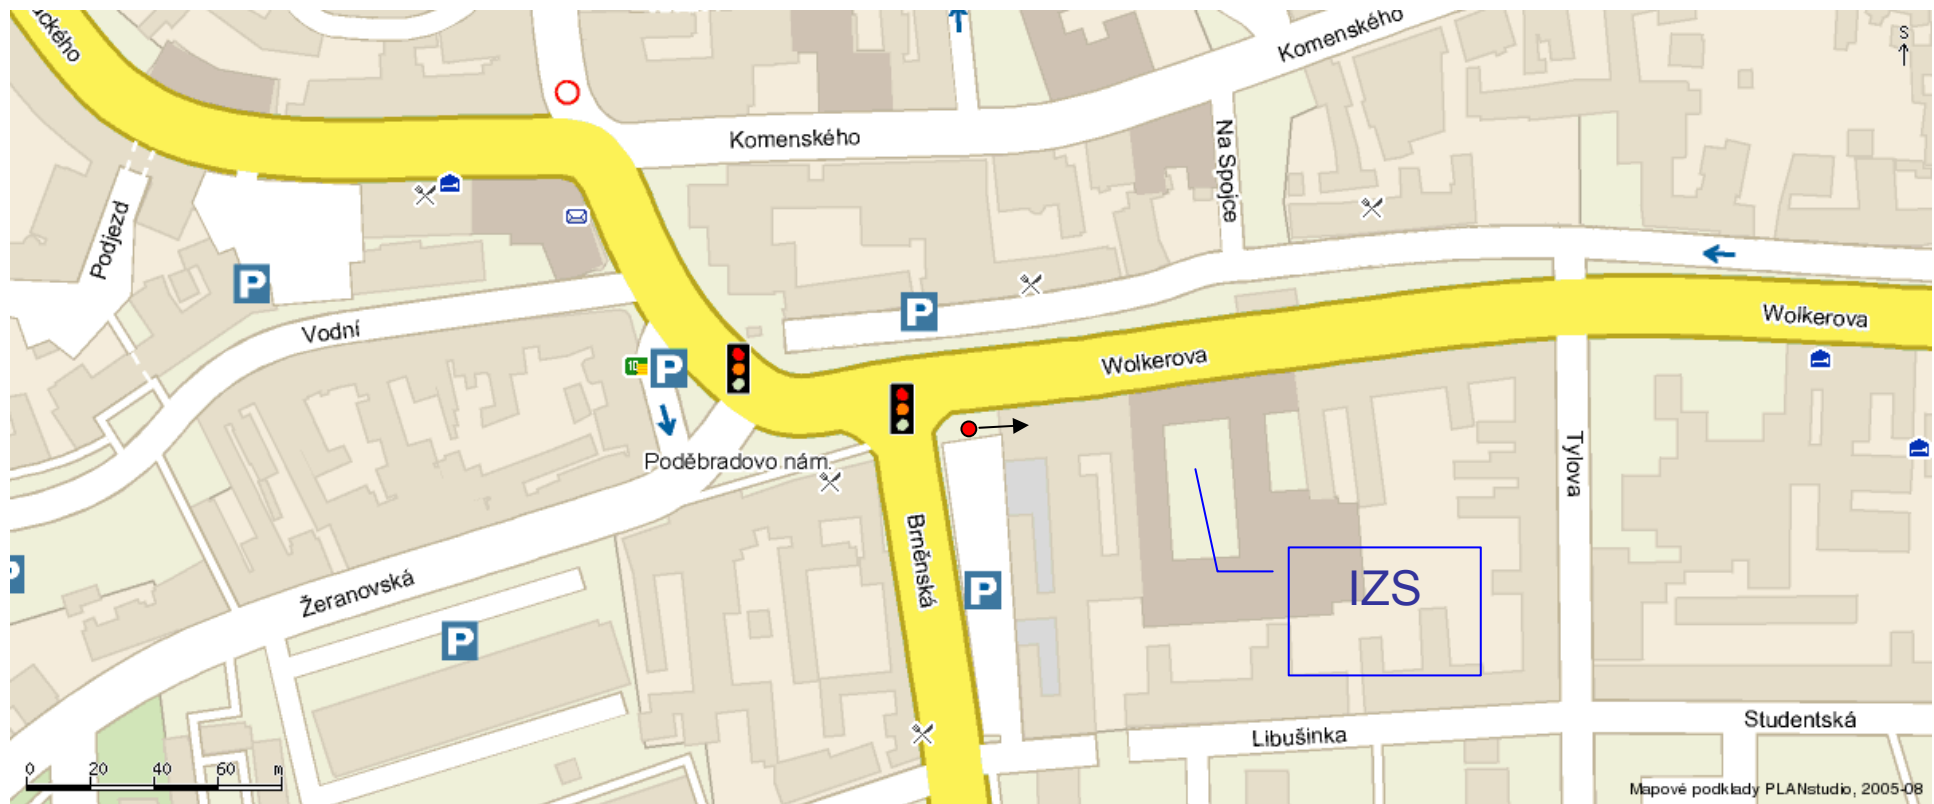 ckého
Komenského
S
Komenského
Na Spojce
Podjezd
P
P
Vodní
Wolkerova
Wolkerova
10
P
Poděbradovo nám.
Tylova
Brněnská
P
P
IZS
Žeranovská
P
Studentská
Libušinka
0 20 40 60 m
Mapové podklady PLANstudio, 2005-08